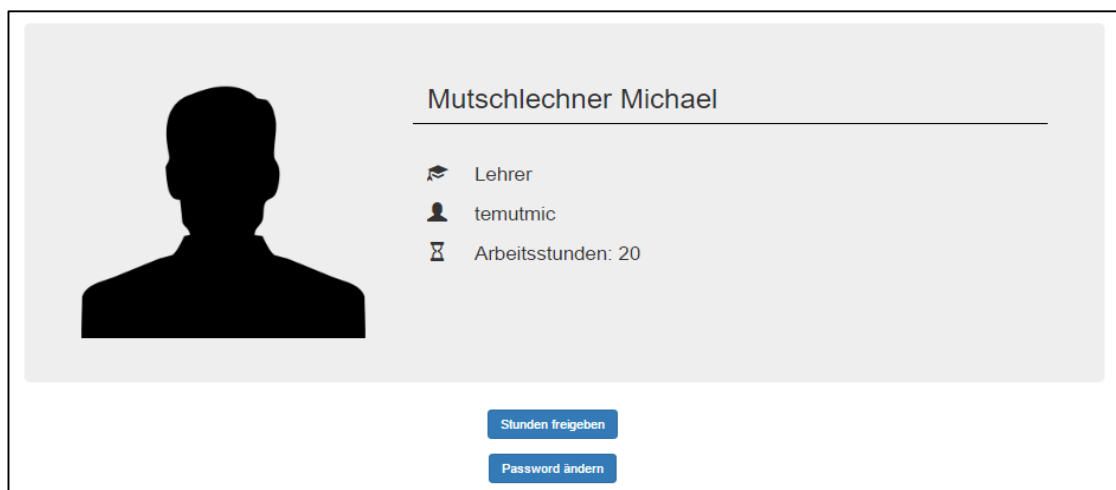 Mutschlechner Michael
Lehrer
temutmic
Arbeitsstunden: 20
Stunden freigeben
Password ändern